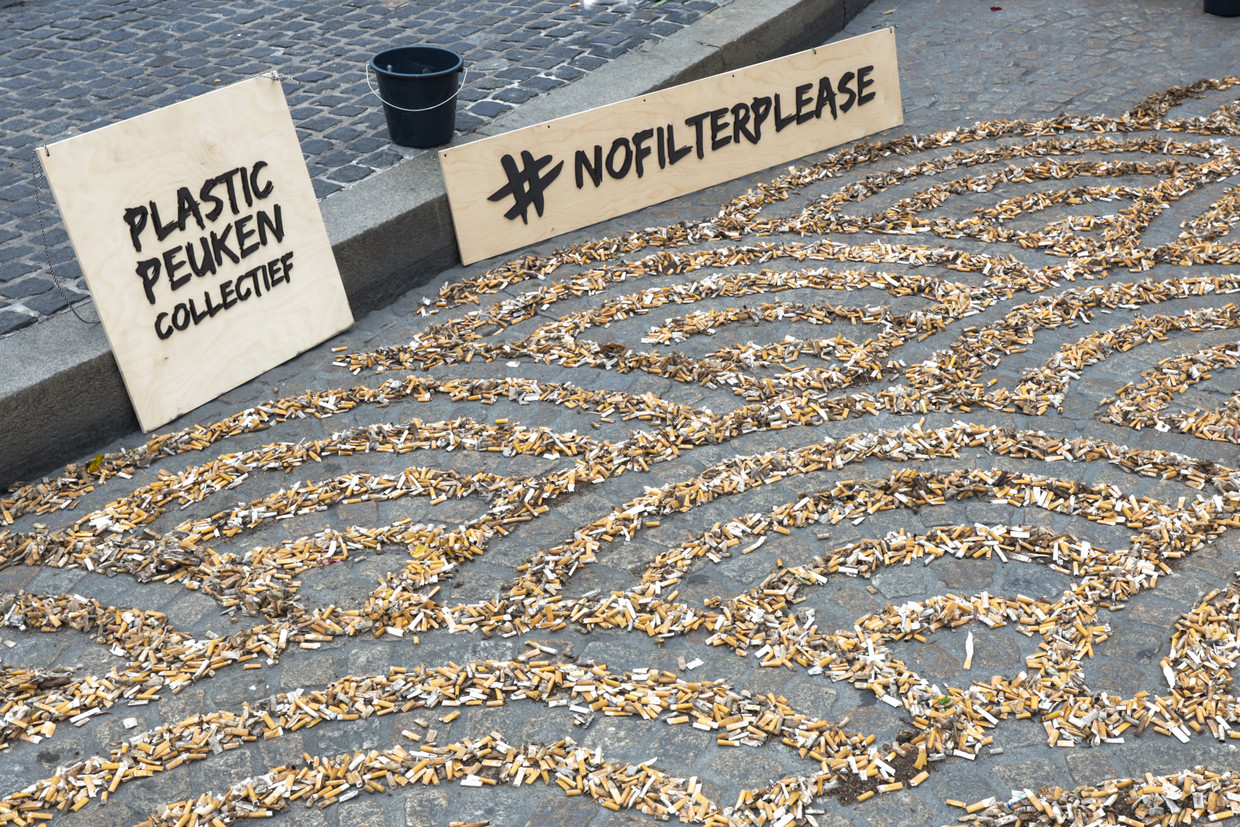 PLASTIC
PEUKEN
COLLECTIEF
# NOFILTERPLEASE